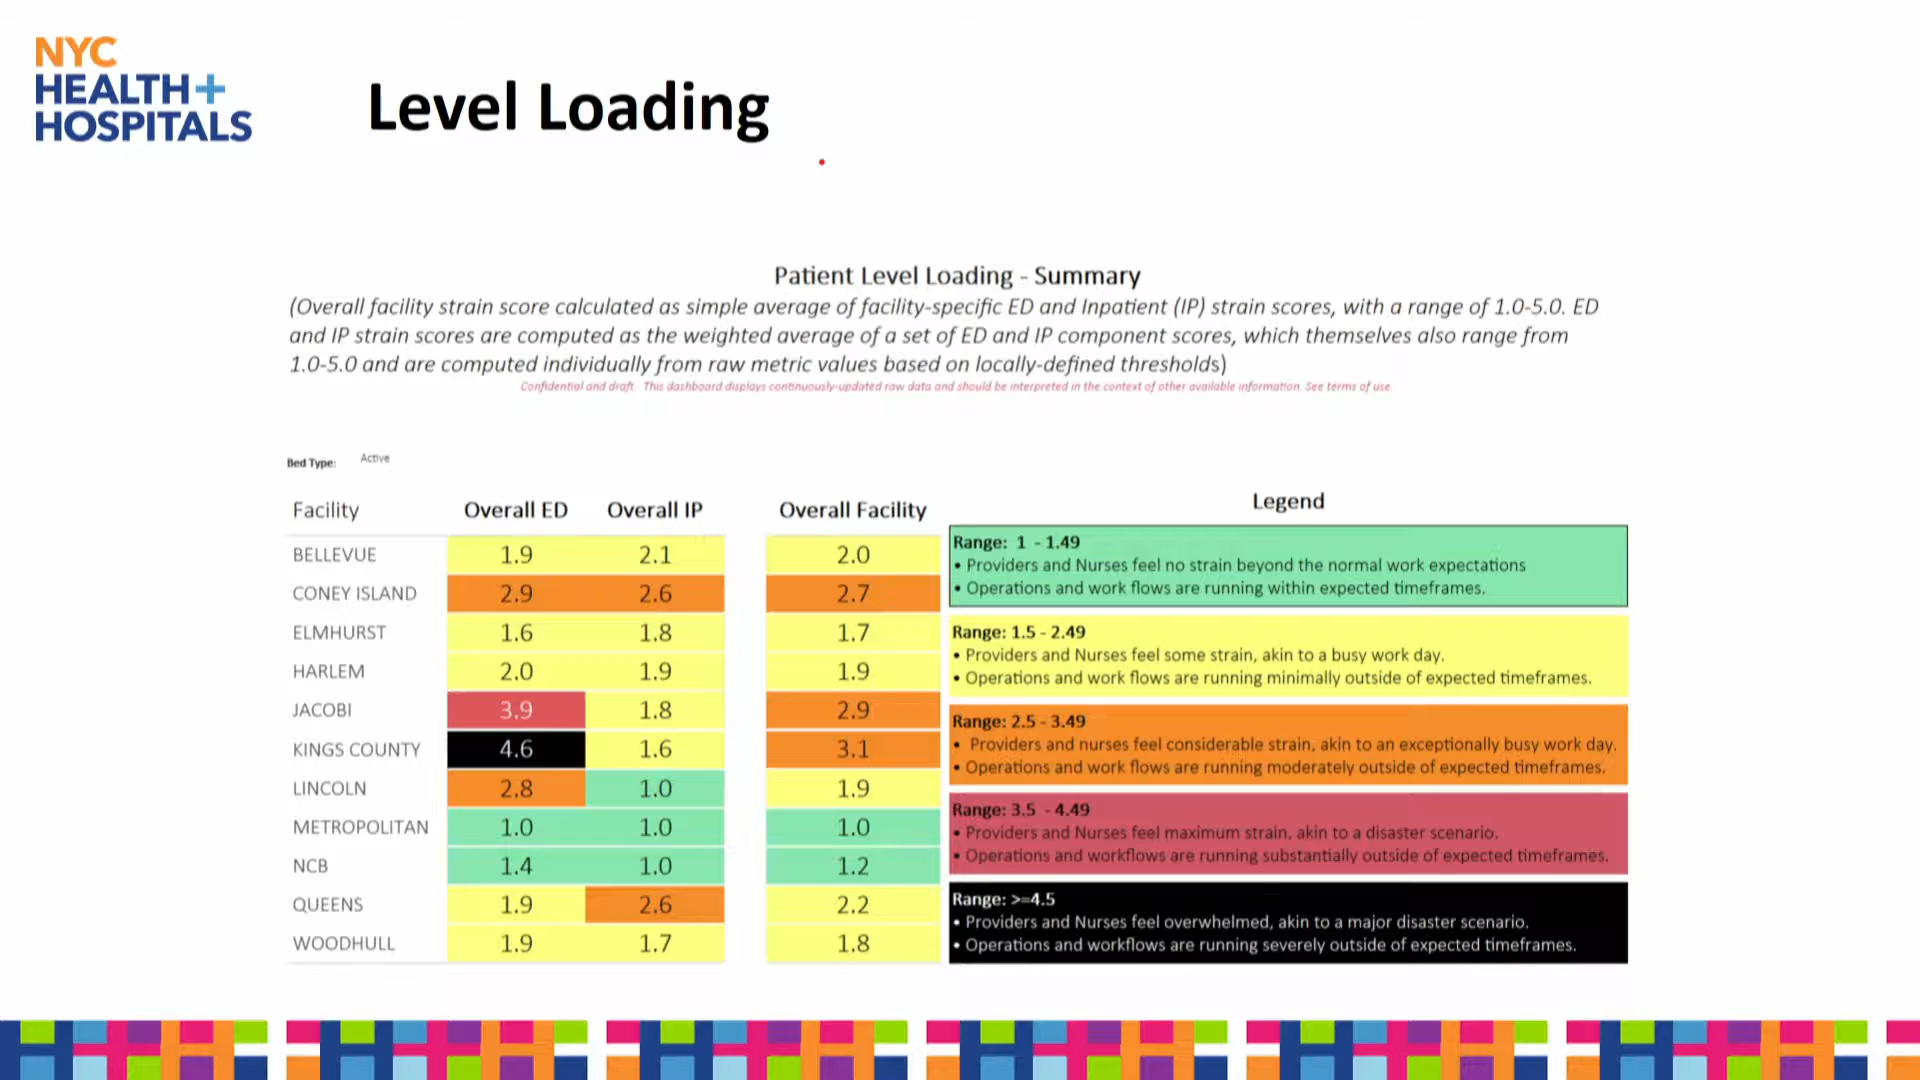 NYC
HEALTH+
HOSPITALS
Level Loading
Patient Level Loading - Summary
(Overall facility strain score calculated as simple average of facility-specific ED and Inpatient (IP) strain scores, with a range of 1.0-5.0. ED
and IP strain scores are computed as the weighted average of a set of ED and IP component scores, which themselves also range from
1.0-5.0 and are computed individually from raw metric values based on locally-defined thresholds)
Confidential and draft. This dashboard displays continuously-updated raw data and should be interpreted in the context of other available information. See terms of use.
Bed Type: Active
Facility Overall ED Overall IP Overall Facility
BELLEVUE 1.9 2.1 2.0
CONEY ISLAND 2.9 2.6 2.7
ELMHURST 1.6 1.8 1.7
HARLEM 2.0 1.9 1.9
JACOBI 3.9 1.8 2.9
KINGS COUNTY 4.6 1.6 3.1
LINCOLN 2.8 1.0 1.9
METROPOLITAN 1.0 1.0 1.0
NCB 1.4 1.0 1.2
QUEENS 1.9 2.6 2.2
WOODHULL 1.9 1.7 1.8
Legend
Range: 1 - 1.49
• Providers and Nurses feel no strain beyond the normal work expectations
• Operations and work flows are running within expected timeframes.
Range: 1.5 - 2.49
• Providers and Nurses feel some strain, akin to a busy work day.
• Operations and work flows are running minimally outside of expected timeframes.
Range: 2.5 - 3.49
• Providers and nurses feel considerable strain, akin to an exceptionally busy work day.
• Operations and work flows are running moderately outside of expected timeframes.
Range: 3.5 - 4.49
• Providers and Nurses feel maximum strain, akin to a disaster scenario.
• Operations and workflows are running substantially outside of expected timeframes.
Range: >=4.5
• Providers and Nurses feel overwhelmed, akin to a major disaster scenario.
• Operations and workflows are running severely outside of expected timeframes.